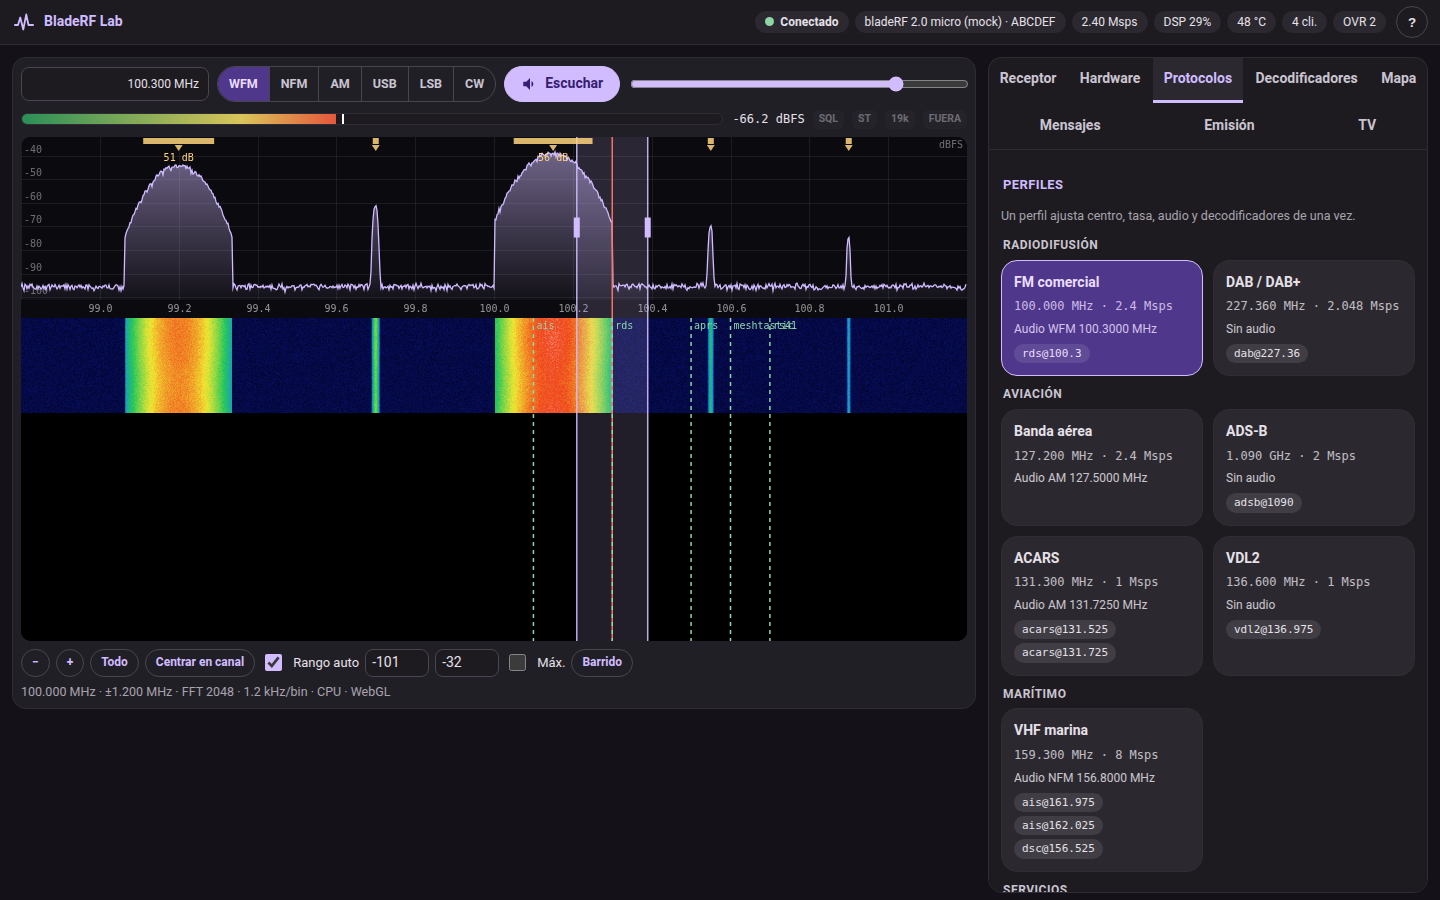 BladeRF Lab
Conectado
bladeRF 2.0 micro (mock) · ABCDEF
2.40 Msps
DSP 29%
48 °C
4 cli.
OVR 2
?
100.300 MHz
WFM
NFM
AM
USB
LSB
CW
Escuchar
-66.2 dBFS
SQL
ST
19k
FUERA
-40
-50
-60
-70
-80
-90
-100
51 dB
56 dB
dBFS
99.0
99.2
99.4
99.6
99.8
100.0
100.2
100.4
100.6
100.8
101.0
ais
rds
aprs
meshtastic
−
+
Todo
Centrar en canal
Rango auto
-101
-32
Máx.
Barrido
100.000 MHz · ±1.200 MHz · FFT 2048 · 1.2 kHz/bin · CPU · WebGL
Receptor
Hardware
Protocolos
Decodificadores
Mapa
Mensajes
Emisión
TV
PERFILES
Un perfil ajusta centro, tasa, audio y decodificadores de una vez.
RADIODIFUSIÓN
FM comercial
100.000 MHz · 2.4 Msps
Audio WFM 100.3000 MHz
rds@100.3
DAB / DAB+
227.360 MHz · 2.048 Msps
Sin audio
dab@227.36
AVIACIÓN
Banda aérea
127.200 MHz · 2.4 Msps
Audio AM 127.5000 MHz
ADS-B
1.090 GHz · 2 Msps
Sin audio
adsb@1090
ACARS
131.300 MHz · 1 Msps
Audio AM 131.7250 MHz
acars@131.525
acars@131.725
VDL2
136.600 MHz · 1 Msps
Sin audio
vdl2@136.975
MARÍTIMO
VHF marina
159.300 MHz · 8 Msps
Audio NFM 156.8000 MHz
ais@161.975
ais@162.025
dsc@156.525
SERVICIOS